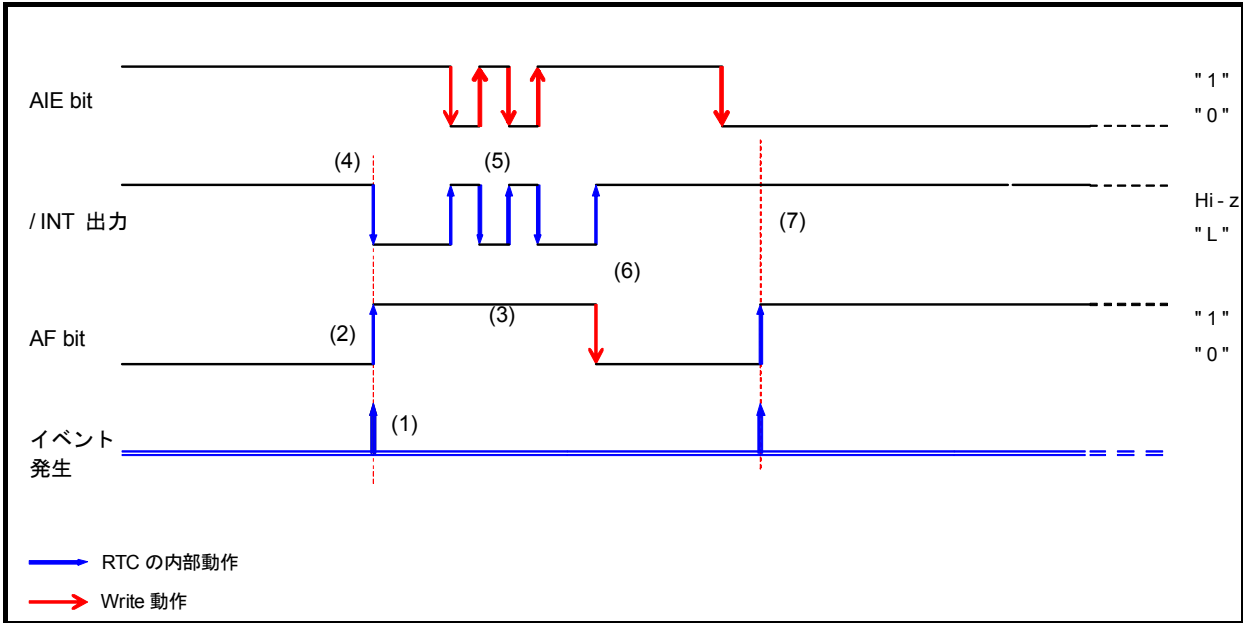 AIE bit
" 1 "
" 0 "
(4)
(5)
/ INT 出力
Hi - z
" L "
(7)
(6)
(3)
AF bit
(2)
" 1 "
" 0 "
(1)
イベント
発生
RTC の内部動作
Write 動作